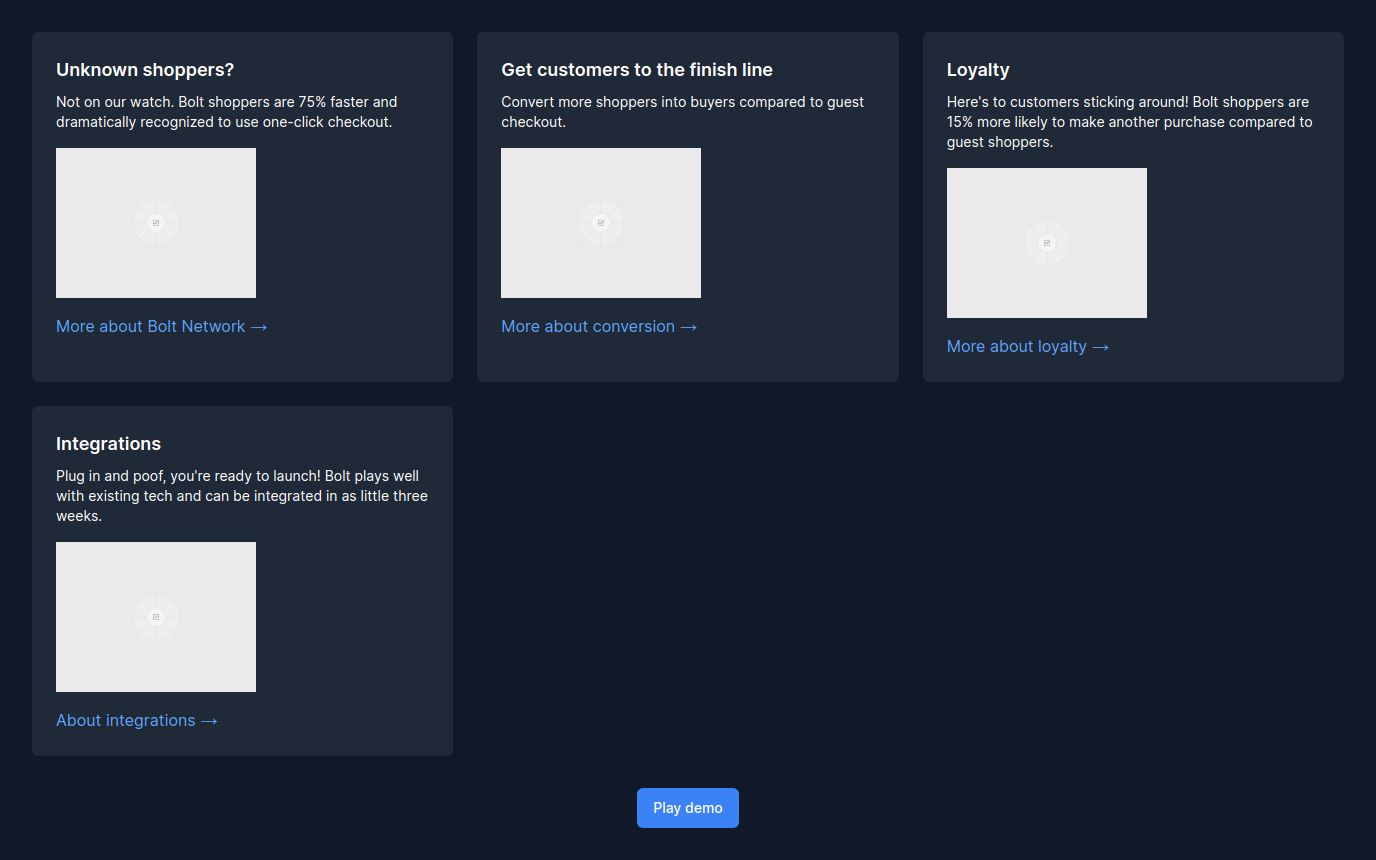 Unknown shoppers?
Not on our watch. Bolt shoppers are 75% faster and
dramatically recognized to use one-click checkout.
More about Bolt Network →
Get customers to the finish line
Convert more shoppers into buyers compared to guest
checkout.
More about conversion →
Loyalty
Here's to customers sticking around! Bolt shoppers are
15% more likely to make another purchase compared to
guest shoppers.
More about loyalty →
Integrations
Plug in and poof, you're ready to launch! Bolt plays well
with existing tech and can be integrated in as little three
weeks.
About integrations →
Play demo